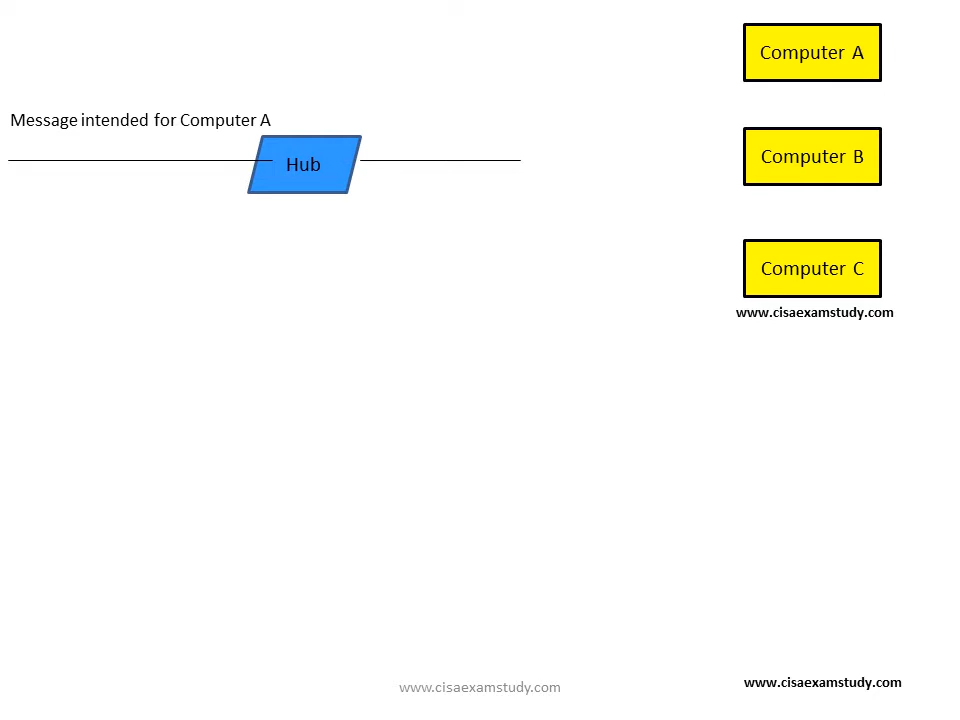 Computer A
Message intended for Computer A
Hub
Computer B
Computer C
www.cisaexamstudy.com
www.cisaexamstudy.com
www.cisaexamstudy.com